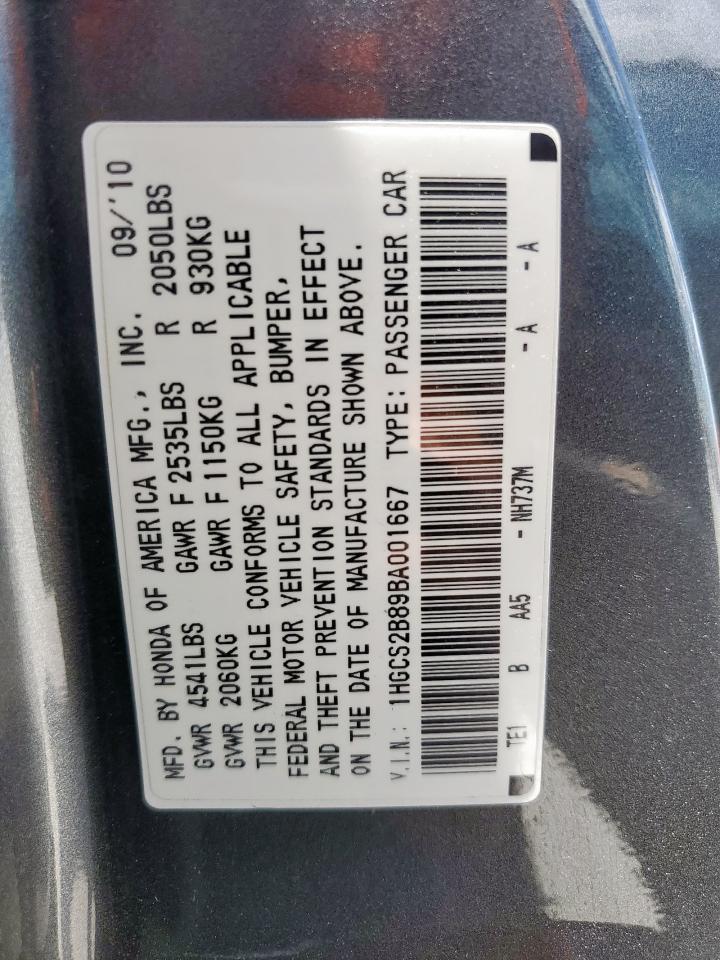 MFD. BY HONDA OF AMERICA MFG., INC. 09/'10
GVWR 4541LBS GAWR F 2535LBS R 2050LBS
GVWR 2060KG GAWR F 1150KG R 930KG
THIS VEHICLE CONFORMS TO ALL APPLICABLE
FEDERAL MOTOR VEHICLE SAFETY, BUMPER,
AND THEFT PREVENTION STANDARDS IN EFFECT
ON THE DATE OF MANUFACTURE SHOWN ABOVE.
V.I.N.: 1HGCS2B89BA001667 TYPE: PASSENGER CAR
TE1 B AA5 - NH737M - A - A